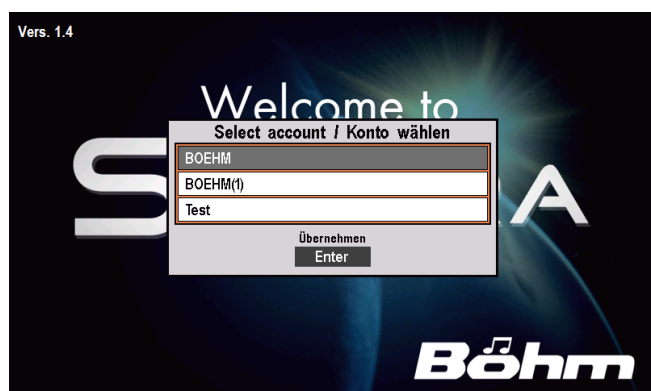 Vers. 1.4
Welcome to
Select account / Konto wählen
BOEHM
BOEHM(1)
Test
Übernehmen
Enter
Böhm